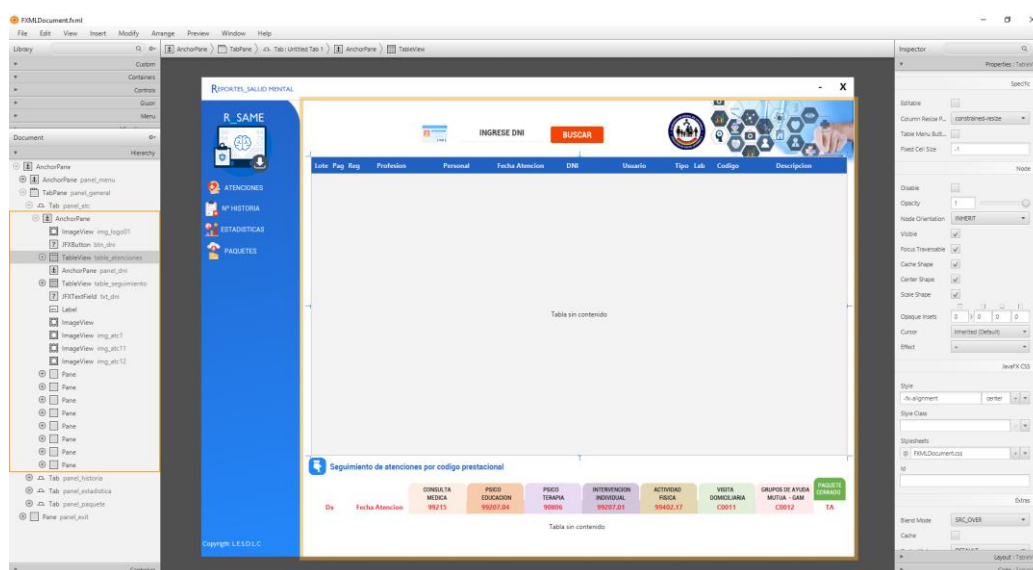 FXMLDocument.fxml
File Edit View Insert Modify Arrange Preview Window Help
Library
AnchorPane TabPane Tab: Untitled Tab 1 AnchorPane TableView
Inspector
Custom
Containers
Controls
Gluon
Menu
Properties : TableVi
Specific
Editable
Column Resize P... constrained-resize
Table Menu Butt...
Fixed Cell Size -1
Node
Disable
Opacity 1
Node Orientation INHERIT
Visible
Focus Traversable
Cache Shape
Center Shape
Scale Shape
Opaque Insets 0 0 0 0
Cursor Inherited (Default)
Effect +
JavaFX CSS
Style
-fx-alignment center
Style Class
Stylesheets
FXMLDocument.css
Id
Extras
Blend Mode SRC_OVER
Cache
Layout : TableVi
Document
Hierarchy
AnchorPane
AnchorPane panel_menu
TabPane panel_general
Tab panel_atc
AnchorPane
ImageView img_logo01
JFXButton btn_dni
TableView table_atenciones
AnchorPane panel_dni
TableView table_seguimiento
JFXTextField txt_dni
Label
ImageView
ImageView img_atc1
ImageView img_atc11
ImageView img_atc12
Pane
Pane
Pane
Pane
Pane
Pane
Pane
Pane
Tab panel_historia
Tab panel_estadistica
Tab panel_paquete
Pane panel_exit
REPORTES_SALUD MENTAL
- X
R_SAME
ATENCIONES
Nº HISTORIA
ESTADISTICAS
PAQUETES
Copyright: L.E.S.D.L.C
INGRESE DNI
BUSCAR
Lote Pag Reg Profesion Personal Fecha Atencion DNI Usuario Tipo Lab Codigo Descripcion
Tabla sin contenido
Seguimiento de atenciones por codigo prestacional
CONSULTA MEDICA
PSICO EDUCACION
PSICO TERAPIA
INTERVENCION INDIVIDUAL
ACTIVIDAD FISICA
VISITA DOMICILIARIA
GRUPOS DE AYUDA MUTUA - GAM
PAQUETE CERRADO
Ds Fecha Atencion 99215 99207.04 90806 99207.01 99402.17 C0011 C0012 TA
Tabla sin contenido